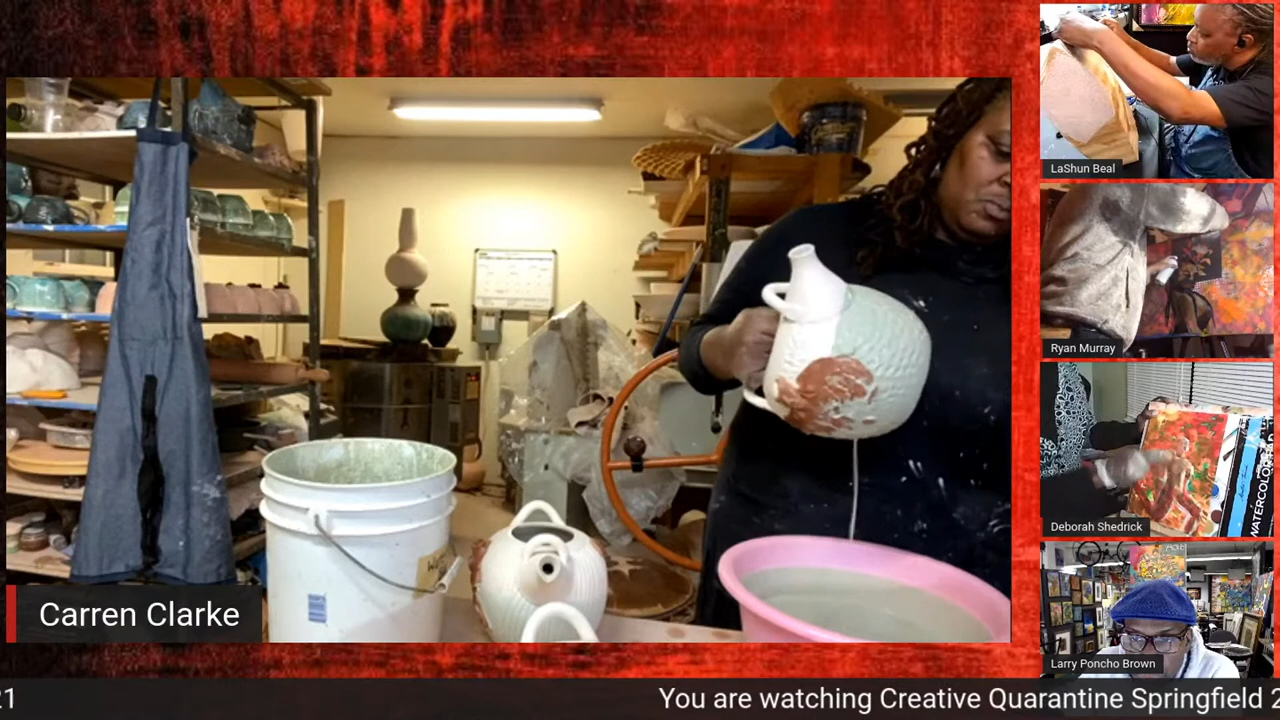 LaShun Beal
Ryan Murray
WATERCOLOR
Deborah Shedrick
Carren Clarke
Larry Poncho Brown
21
You are watching Creative Quarantine Springfield 2